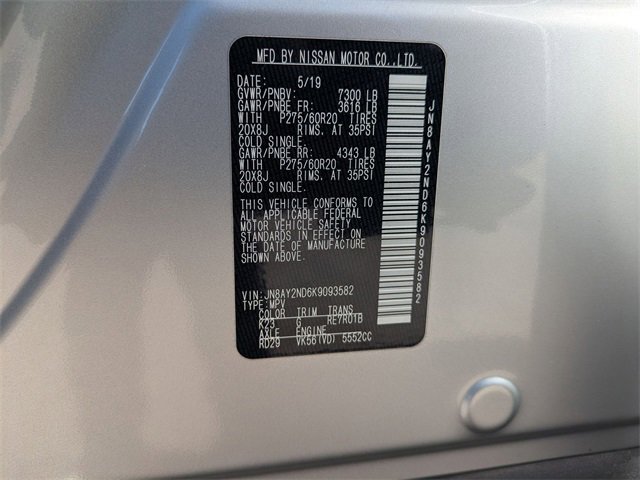 MFD BY NISSAN MOTOR CO.,LTD.
DATE: 5/19
GVWR/PNBV: 7300 LB
GAWR/PNBE FR: 3616 LB
WITH P275/60R20 TIRES
20X8J RIMS, AT 35PSI
COLD SINGLE.
GAWR/PNBE RR: 4343 LB
WITH P275/60R20 TIRES
20X8J RIMS, AT 35PSI
COLD SINGLE.
THIS VEHICLE CONFORMS TO
ALL APPLICABLE FEDERAL
MOTOR VEHICLE SAFETY
STANDARDS IN EFFECT ON
THE DATE OF MANUFACTURE
SHOWN ABOVE.
VIN: JN8AY2ND6K9093582
TYPE: MPV
COLOR TRIM TRANS
K23 G RE7R01B
AXLE ENGINE
RD29 VK56(VD) 5552CC
JN8AY2ND6K9093582